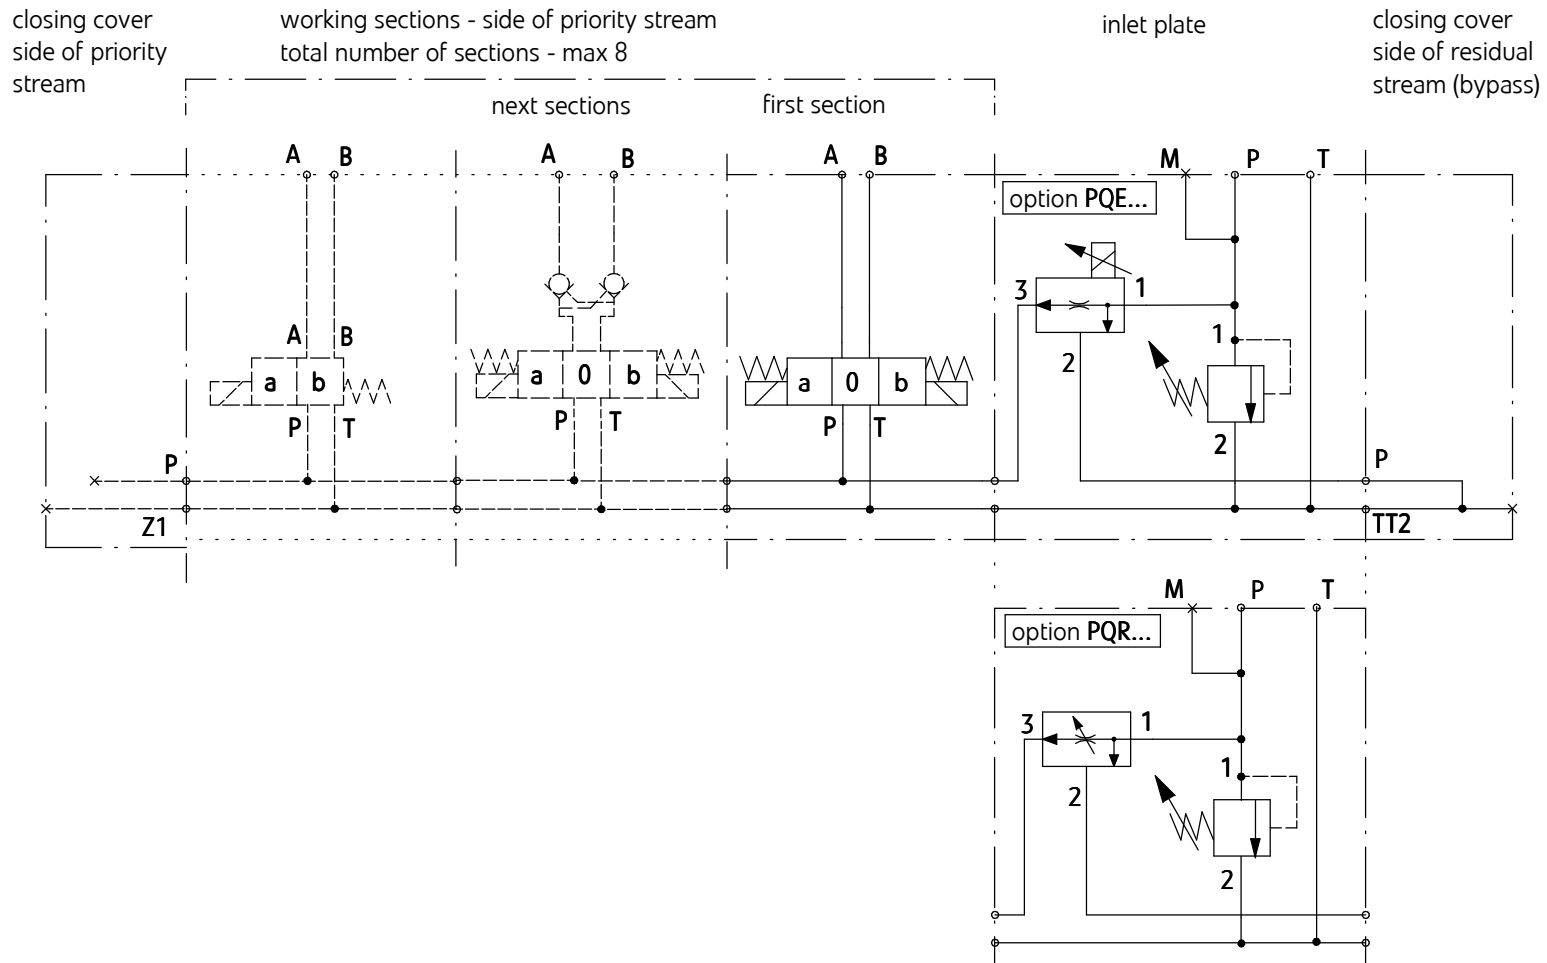 closing cover
side of priority
stream
working sections - side of priority stream
total number of sections - max 8
inlet plate
closing cover
side of residual
stream (bypass)
next sections
first section
A B
A B
A B
M P T
option PQE...
3
1
2
1
2
A B
a b
P T
a 0 b
P T
a 0 b
P T
P
Z1
P
TT2
M P T
option PQR...
3
1
2
1
2